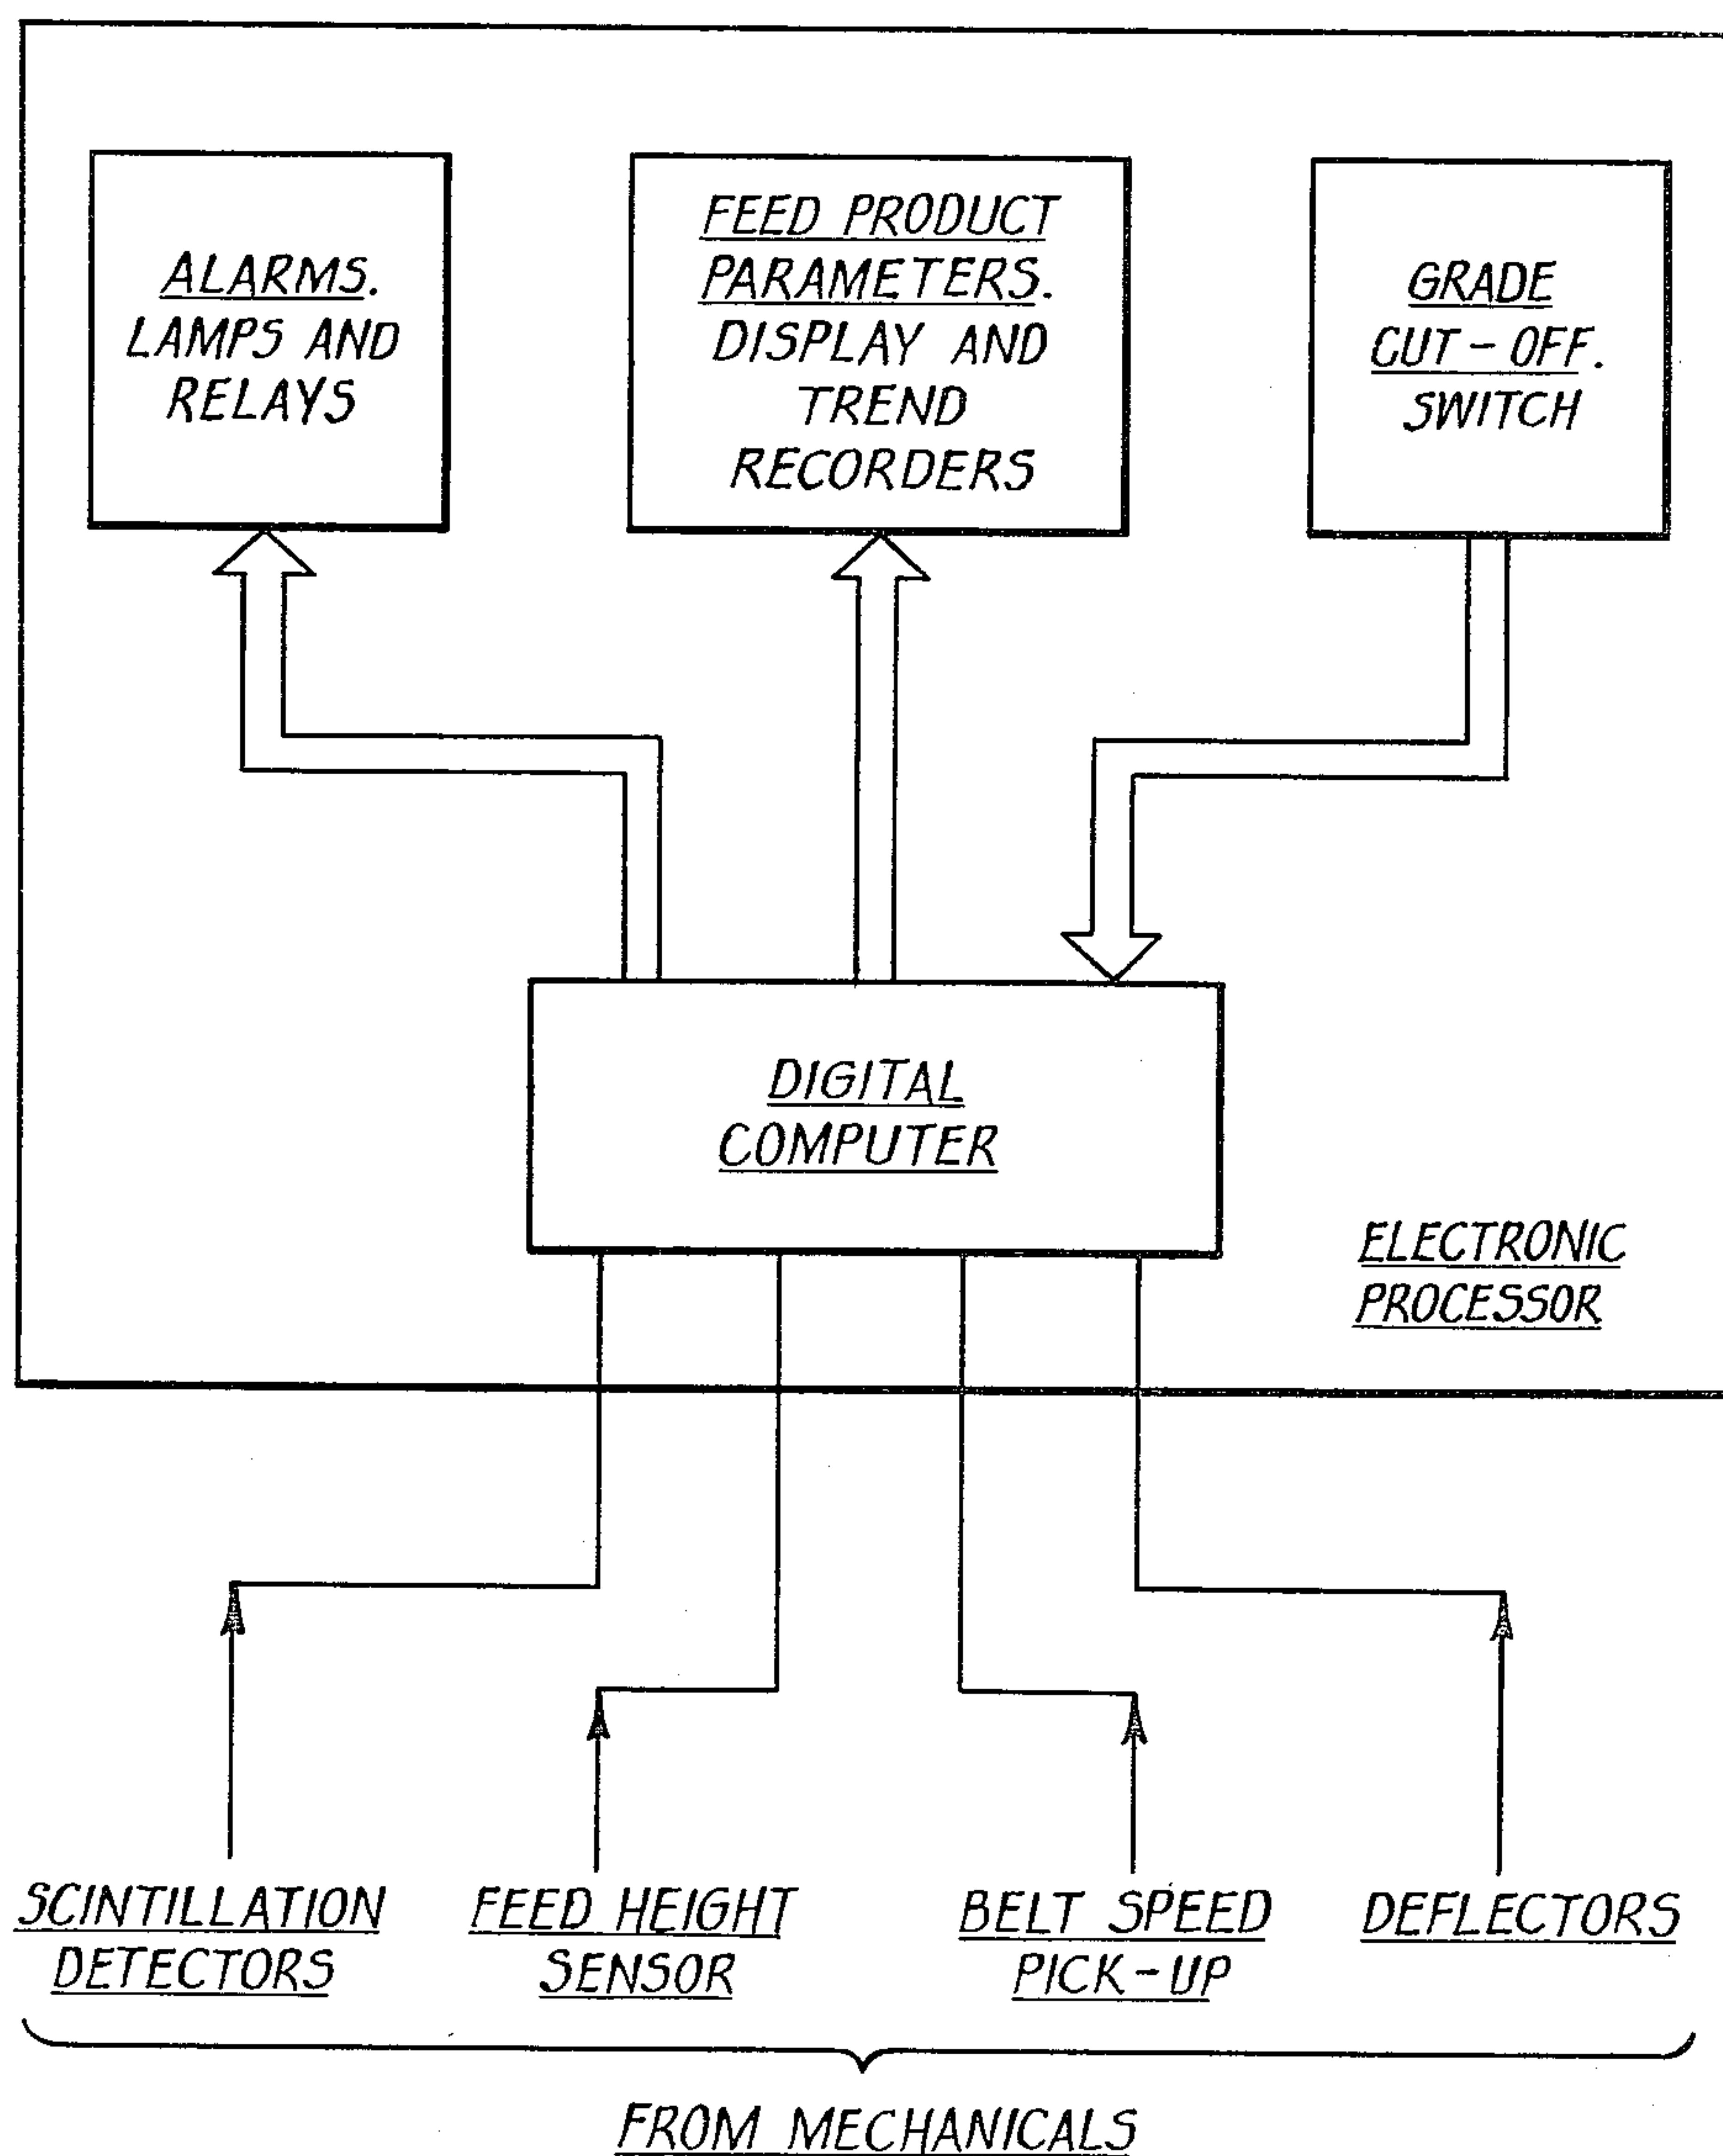 ALARMS.
LAMPS AND
RELAYS
FEED PRODUCT
PARAMETERS.
DISPLAY AND
TREND
RECORDERS
GRADE
CUT-OFF.
SWITCH
DIGITAL
COMPUTER
ELECTRONIC
PROCESSOR
SCINTILLATION
DETECTORS
FEED HEIGHT
SENSOR
BELT SPEED
PICK-UP
DEFLECTORS
FROM MECHANICALS